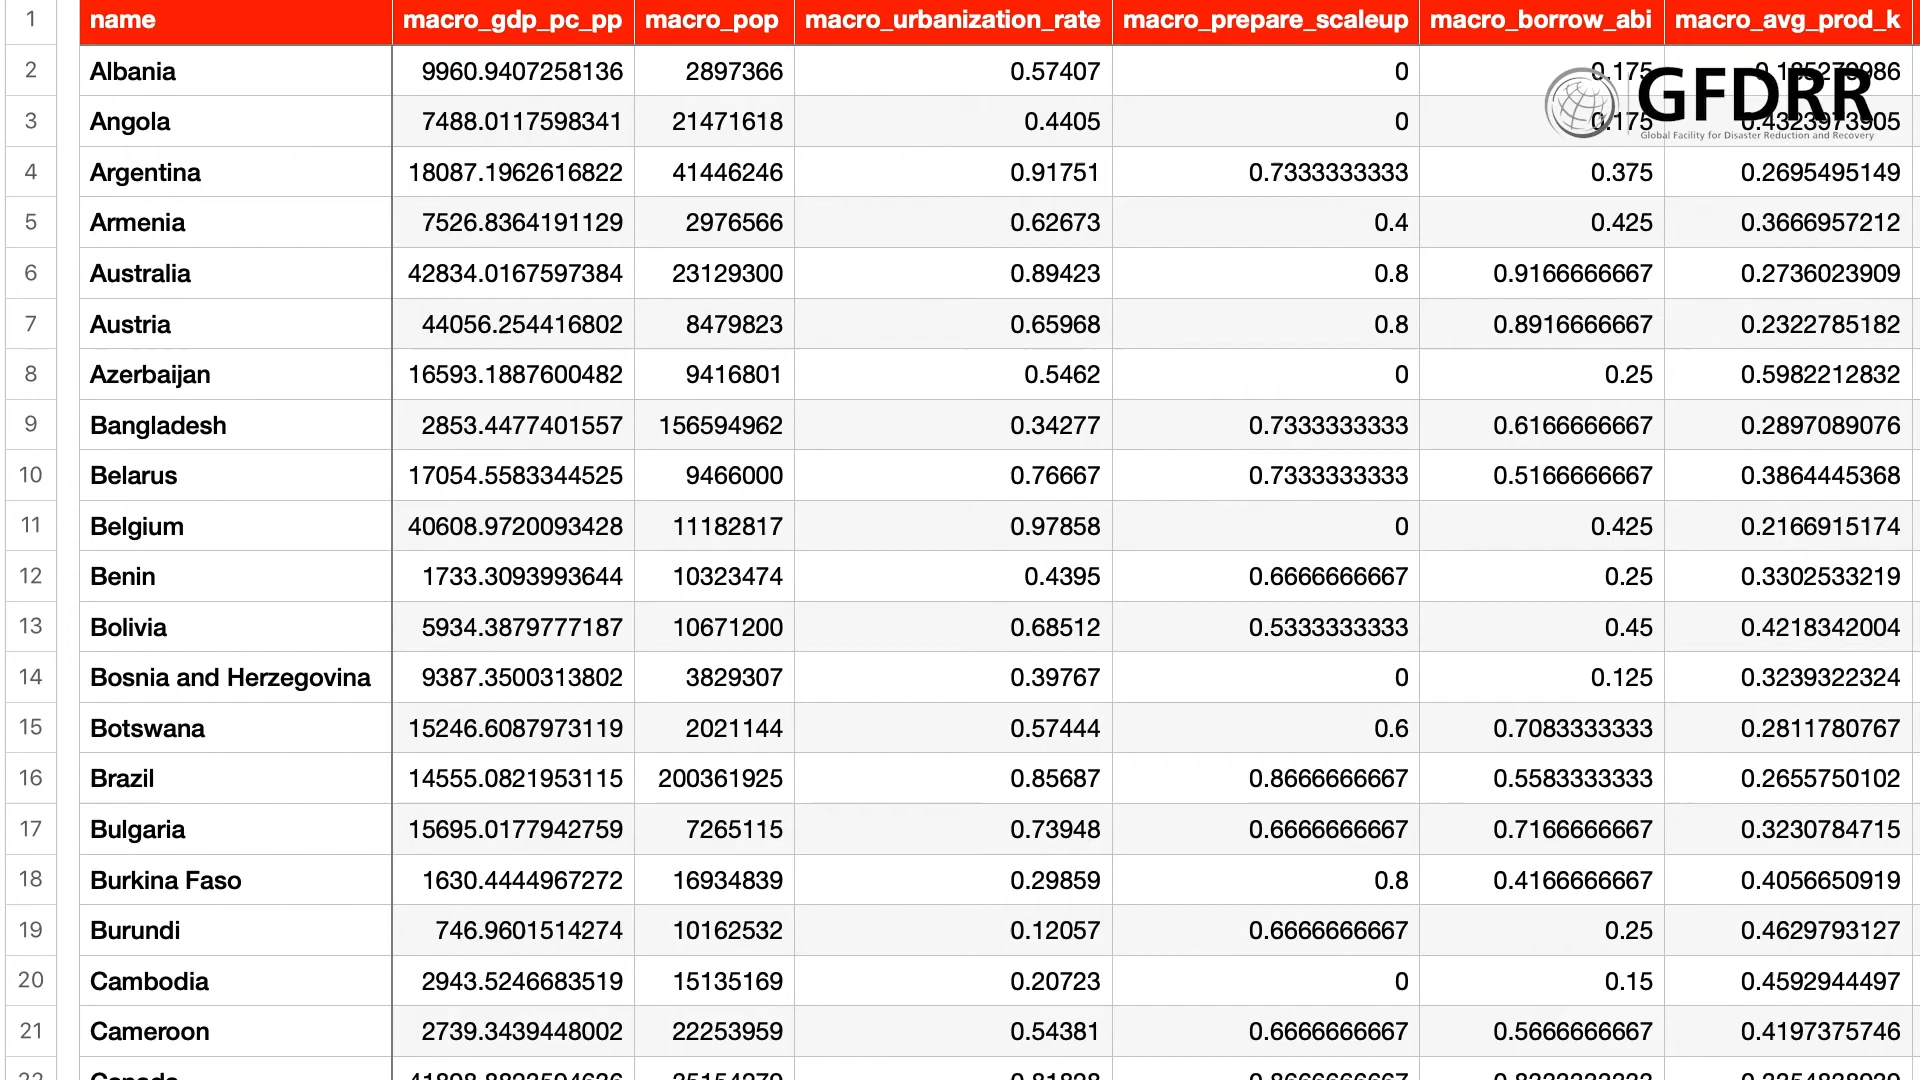 1 name macro_gdp_pc_pp macro_pop macro_urbanization_rate macro_prepare_scaleup macro_borrow_abi macro_avg_prod_k
2 Albania 9960.9407258136 2897366 0.57407 0 0.175
GFDRR
Global Facility for Disaster Reduction and Recovery
3 Angola 7488.0117598341 21471618 0.4405 0 0.175 0.4323973905
4 Argentina 18087.1962616822 41446246 0.91751 0.7333333333 0.375 0.2695495149
5 Armenia 7526.8364191129 2976566 0.62673 0.4 0.425 0.3666957212
6 Australia 42834.0167597384 23129300 0.89423 0.8 0.9166666667 0.2736023909
7 Austria 44056.254416802 8479823 0.65968 0.8 0.8916666667 0.2322785182
8 Azerbaijan 16593.1887600482 9416801 0.5462 0 0.25 0.5982212832
9 Bangladesh 2853.4477401557 156594962 0.34277 0.7333333333 0.6166666667 0.2897089076
10 Belarus 17054.5583344525 9466000 0.76667 0.7333333333 0.5166666667 0.3864445368
11 Belgium 40608.9720093428 11182817 0.97858 0 0.425 0.2166915174
12 Benin 1733.3093993644 10323474 0.4395 0.6666666667 0.25 0.3302533219
13 Bolivia 5934.3879777187 10671200 0.68512 0.5333333333 0.45 0.4218342004
14 Bosnia and Herzegovina 9387.3500313802 3829307 0.39767 0 0.125 0.3239322324
15 Botswana 15246.6087973119 2021144 0.57444 0.6 0.7083333333 0.2811780767
16 Brazil 14555.0821953115 200361925 0.85687 0.8666666667 0.5583333333 0.2655750102
17 Bulgaria 15695.0177942759 7265115 0.73948 0.6666666667 0.7166666667 0.3230784715
18 Burkina Faso 1630.4444967272 16934839 0.29859 0.8 0.4166666667 0.4056650919
19 Burundi 746.9601514274 10162532 0.12057 0.6666666667 0.25 0.4629793127
20 Cambodia 2943.5246683519 15135169 0.20723 0 0.15 0.4592944497
21 Cameroon 2739.3439448002 22253959 0.54381 0.6666666667 0.5666666667 0.4197375746